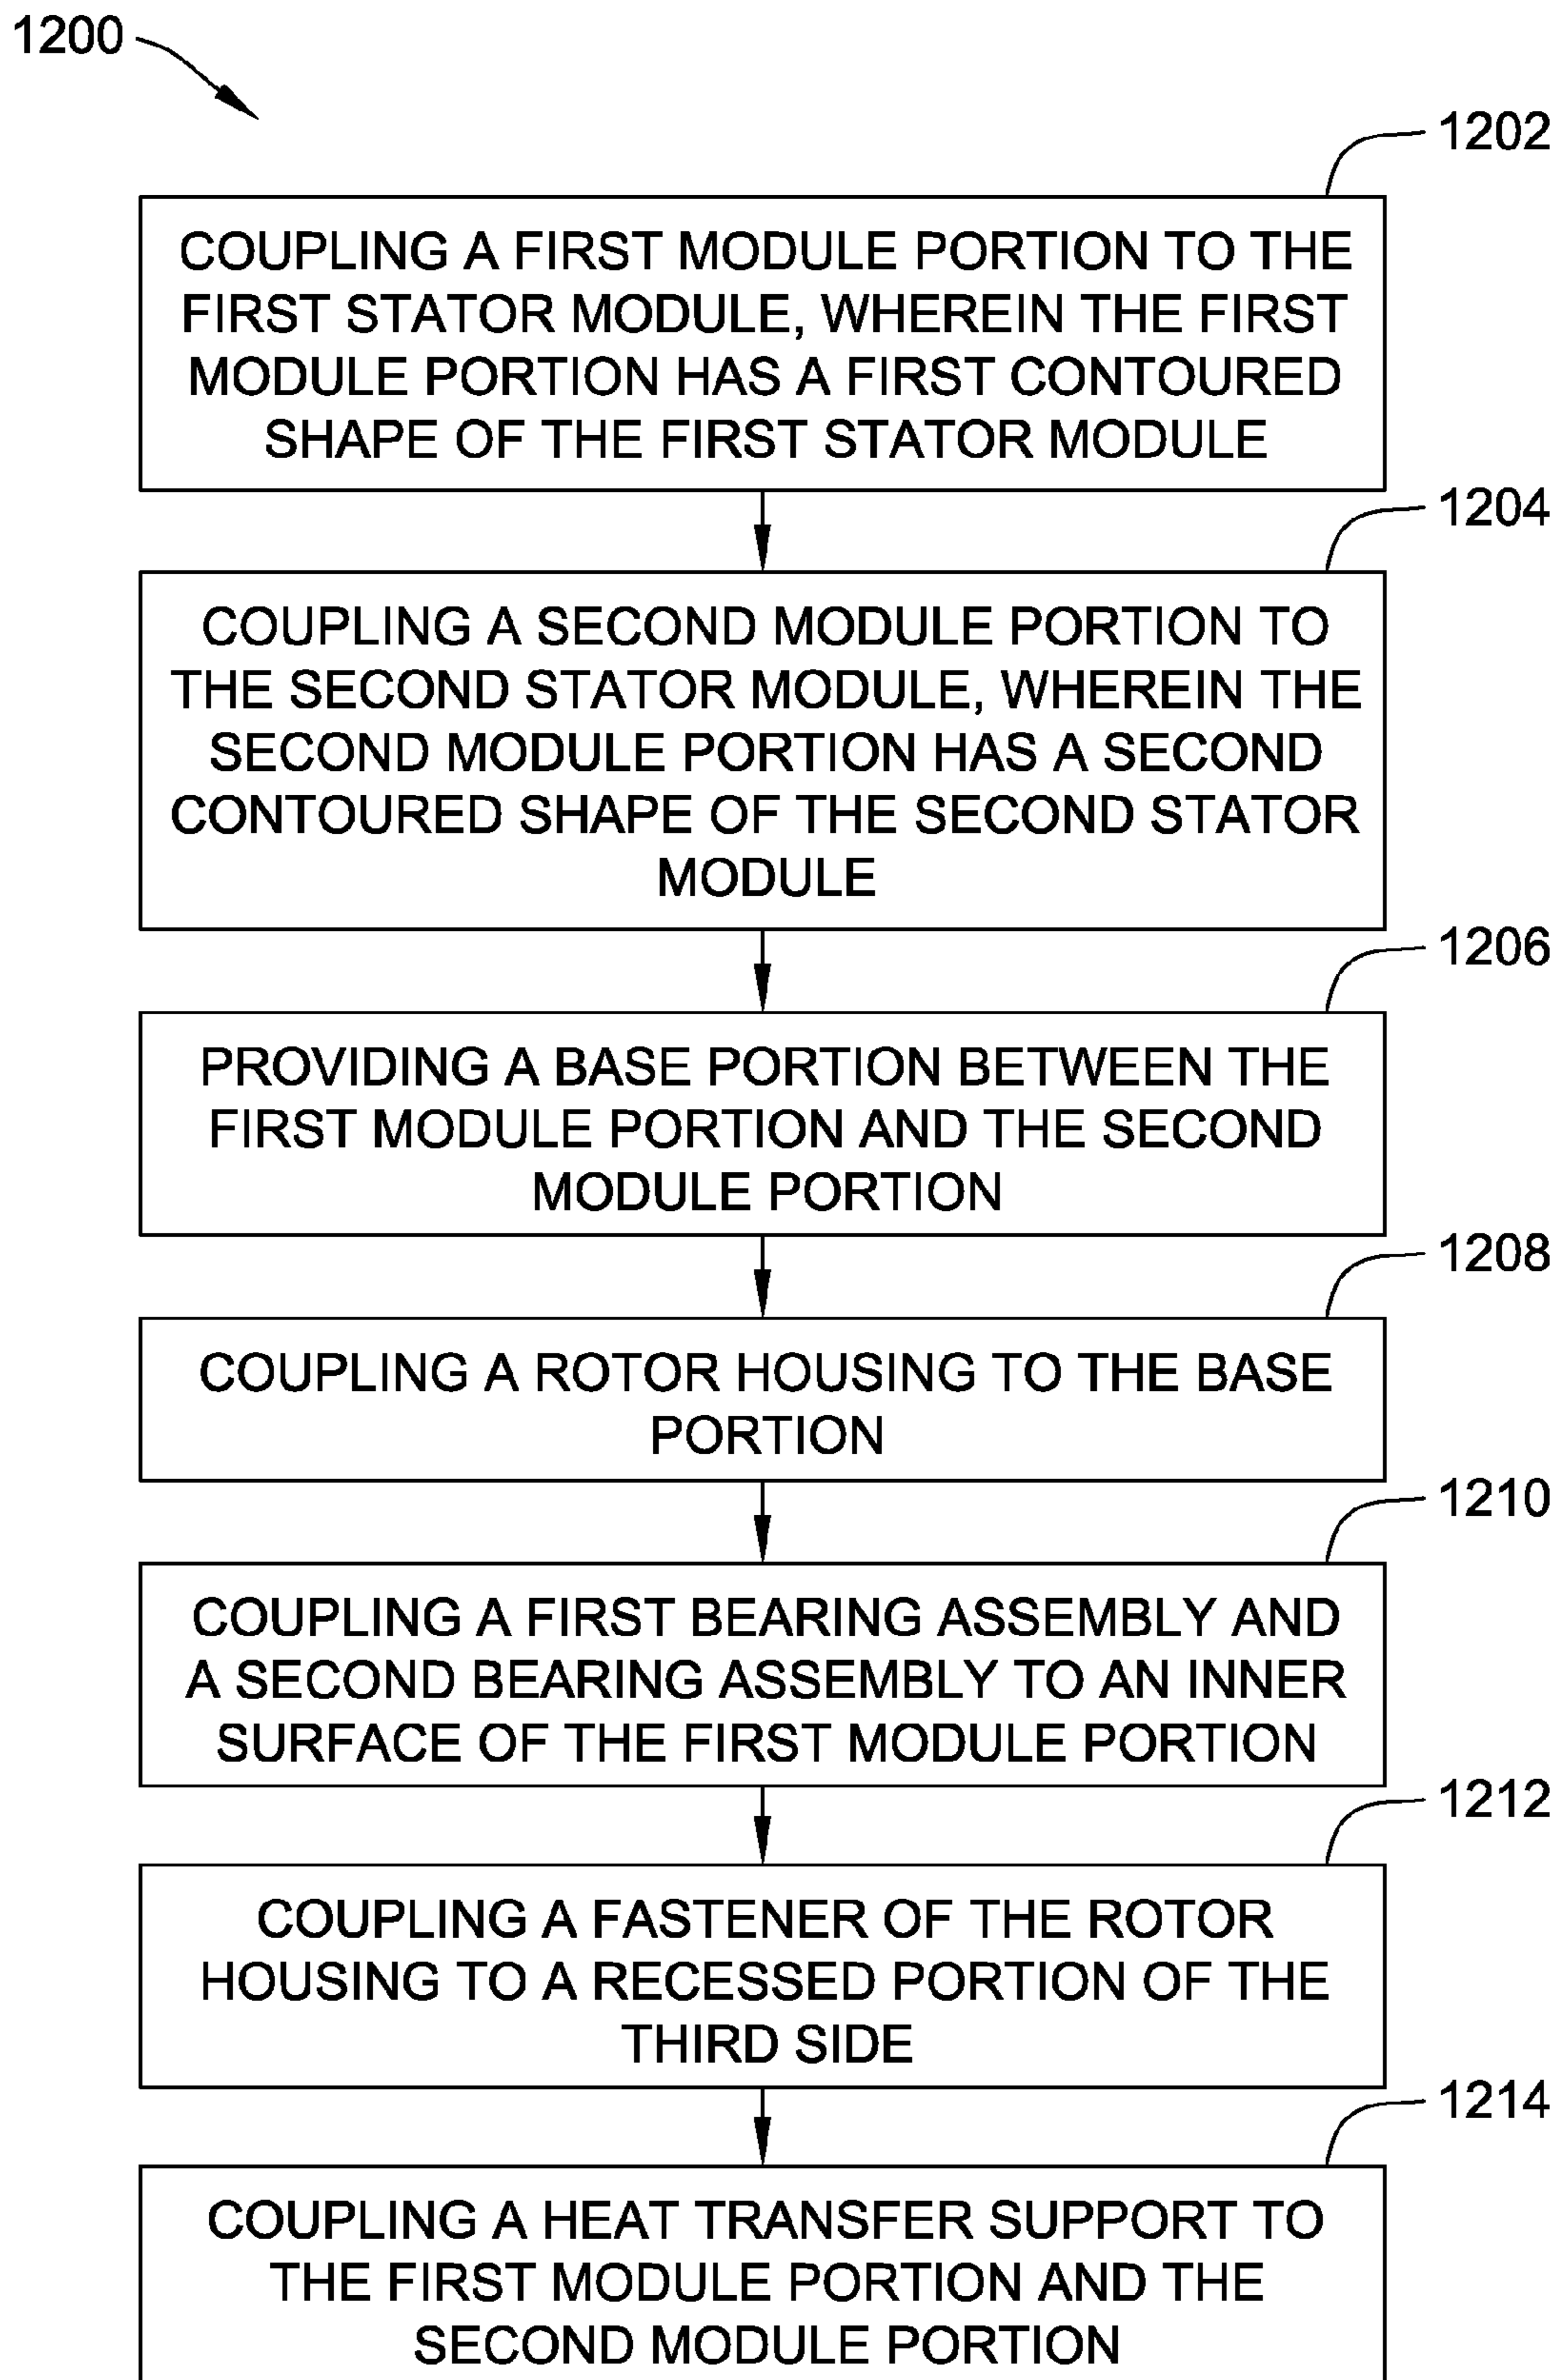 1200
1202
COUPLING A FIRST MODULE PORTION TO THE
FIRST STATOR MODULE, WHEREIN THE FIRST
MODULE PORTION HAS A FIRST CONTOURED
SHAPE OF THE FIRST STATOR MODULE
1204
COUPLING A SECOND MODULE PORTION TO
THE SECOND STATOR MODULE, WHEREIN THE
SECOND MODULE PORTION HAS A SECOND
CONTOURED SHAPE OF THE SECOND STATOR
MODULE
1206
PROVIDING A BASE PORTION BETWEEN THE
FIRST MODULE PORTION AND THE SECOND
MODULE PORTION
1208
COUPLING A ROTOR HOUSING TO THE BASE
PORTION
1210
COUPLING A FIRST BEARING ASSEMBLY AND
A SECOND BEARING ASSEMBLY TO AN INNER
SURFACE OF THE FIRST MODULE PORTION
1212
COUPLING A FASTENER OF THE ROTOR
HOUSING TO A RECESSED PORTION OF THE
THIRD SIDE
1214
COUPLING A HEAT TRANSFER SUPPORT TO
THE FIRST MODULE PORTION AND THE
SECOND MODULE PORTION